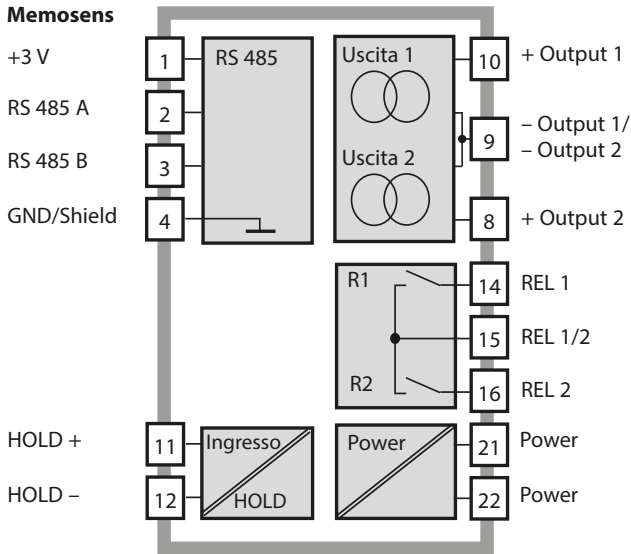 Memosens
+3 V
1
RS 485
Uscita 1
10
+ Output 1
RS 485 A
2
9
– Output 1/
– Output 2
RS 485 B
3
Uscita 2
GND/Shield
4
8
+ Output 2
R1
14
REL 1
15
REL 1/2
R2
16
REL 2
HOLD +
11
Ingresso
HOLD
Power
21
Power
HOLD –
12
22
Power